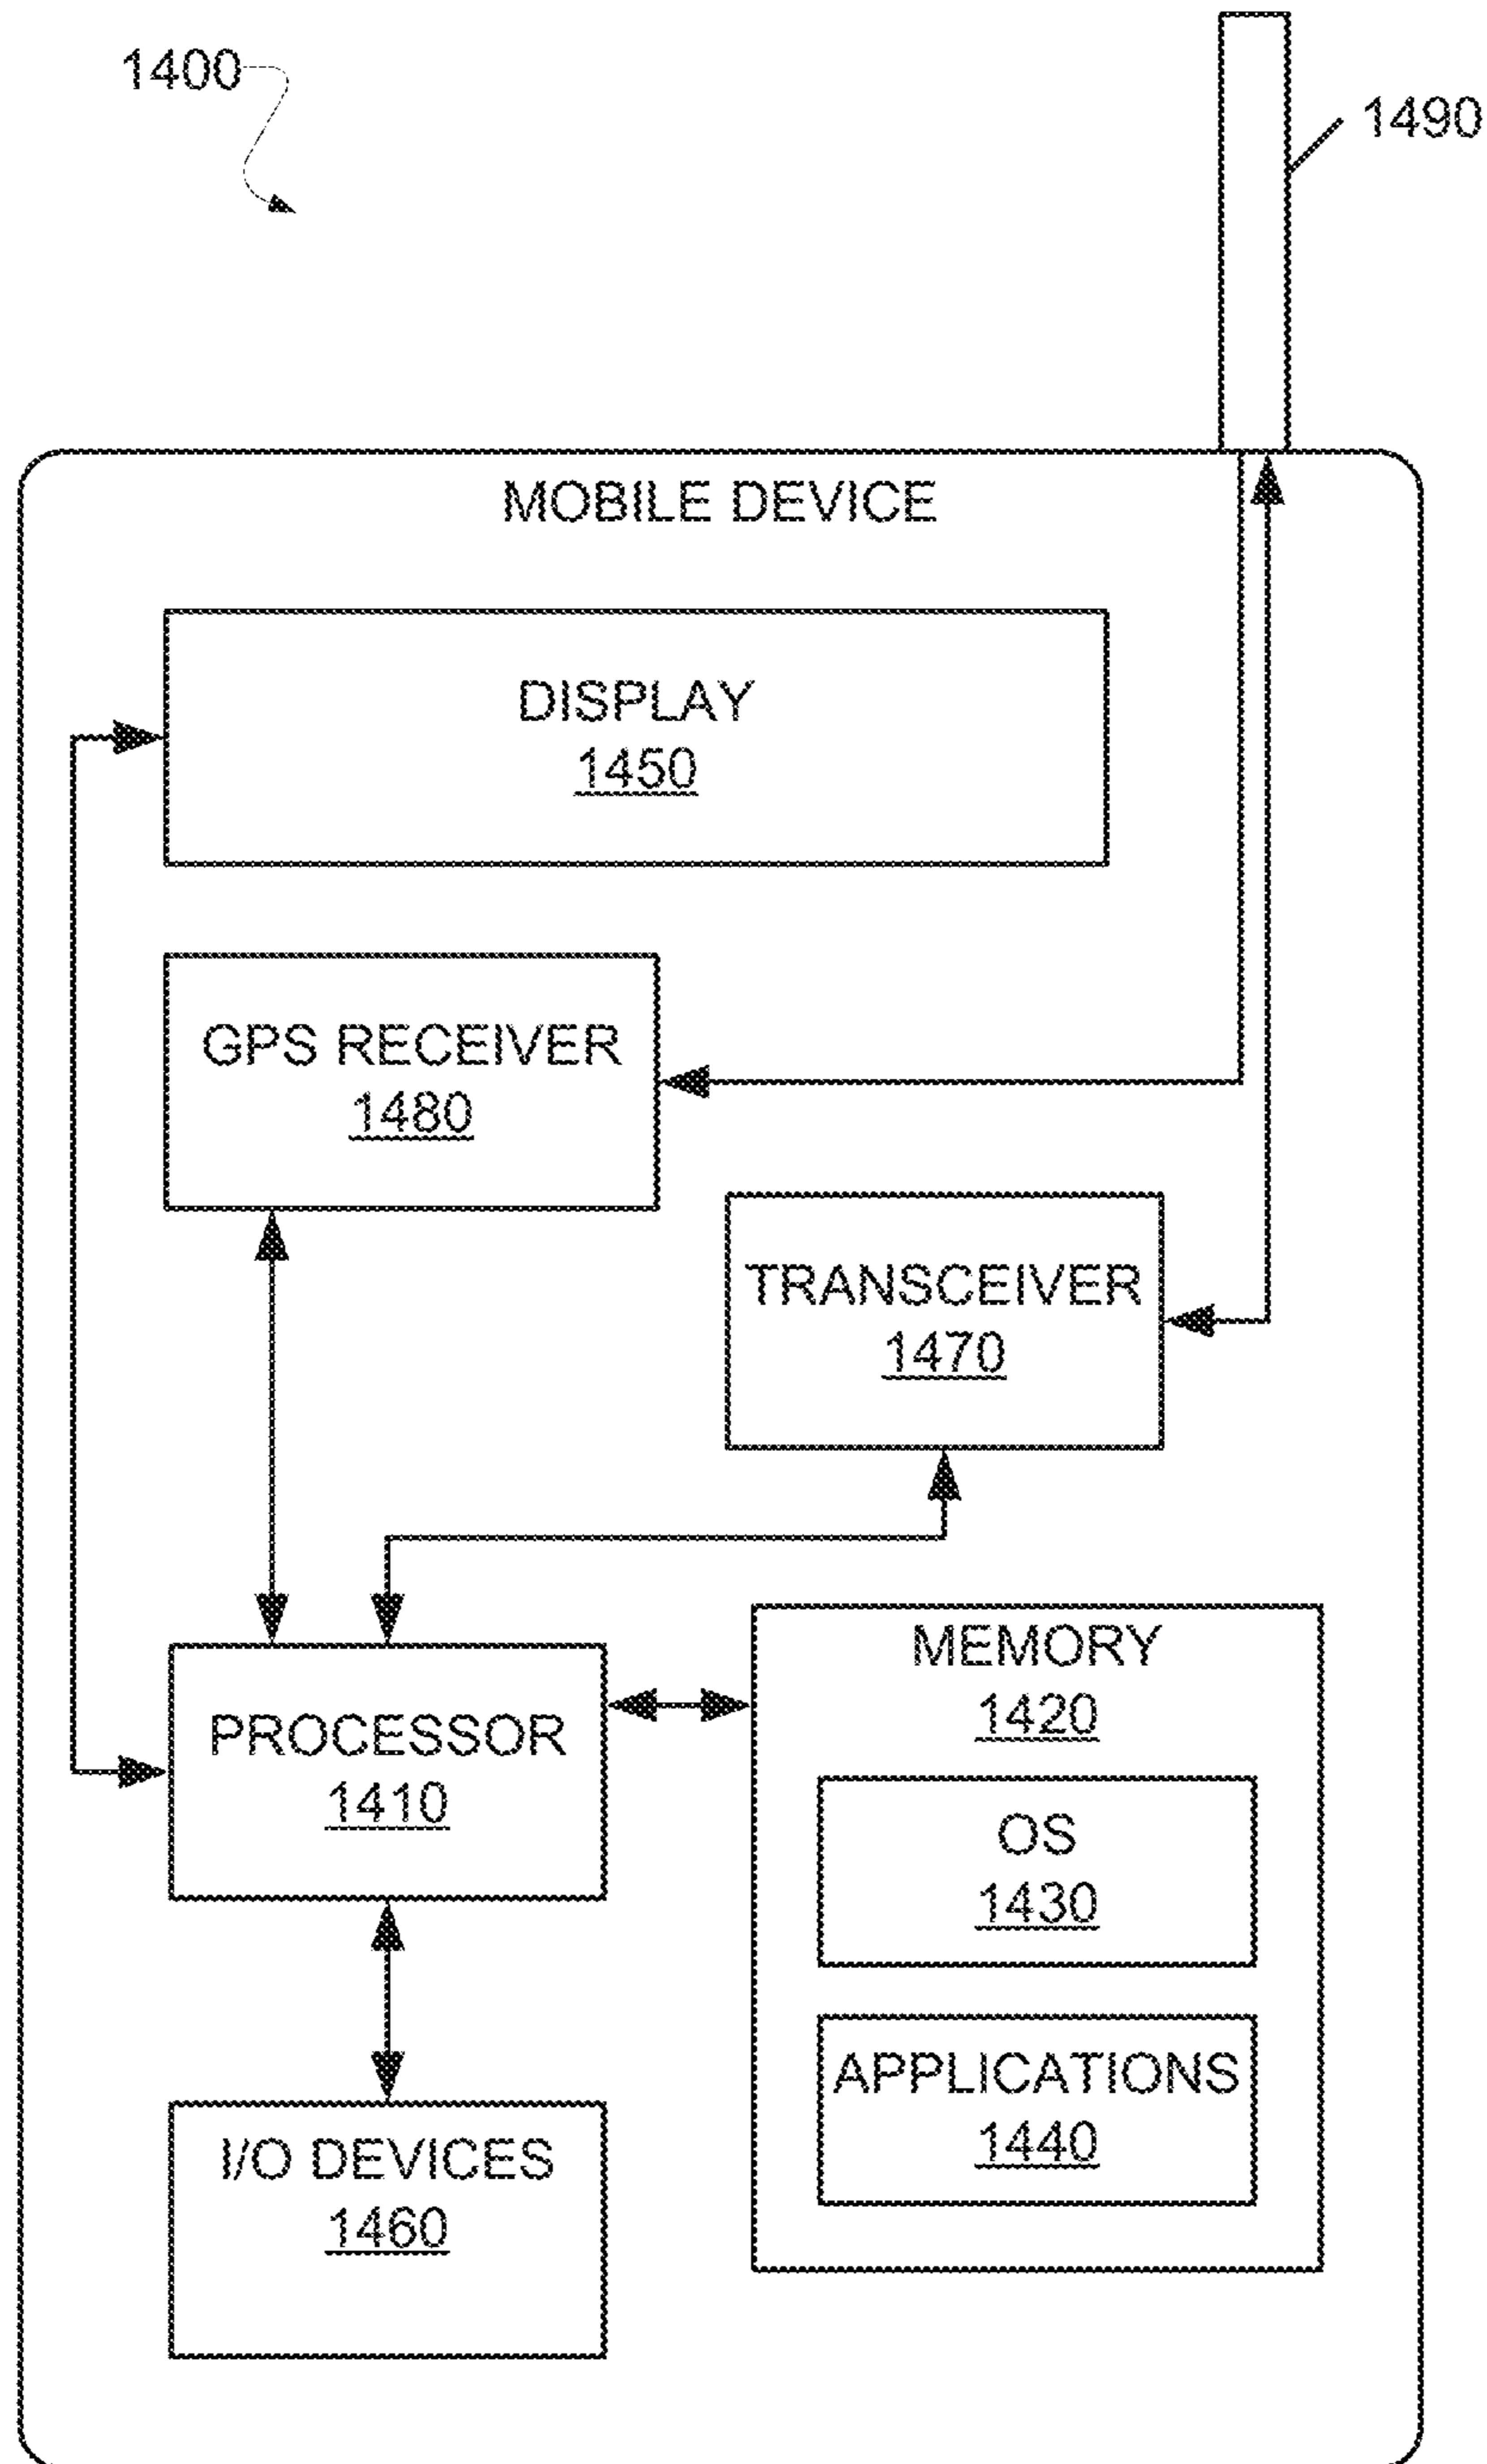 1400
1490
MOBILE DEVICE
DISPLAY
1450
GPS RECEIVER
1480
TRANSCEIVER
1470
PROCESSOR
1410
MEMORY
1420
OS
1430
APPLICATIONS
1440
I/O DEVICES
1460